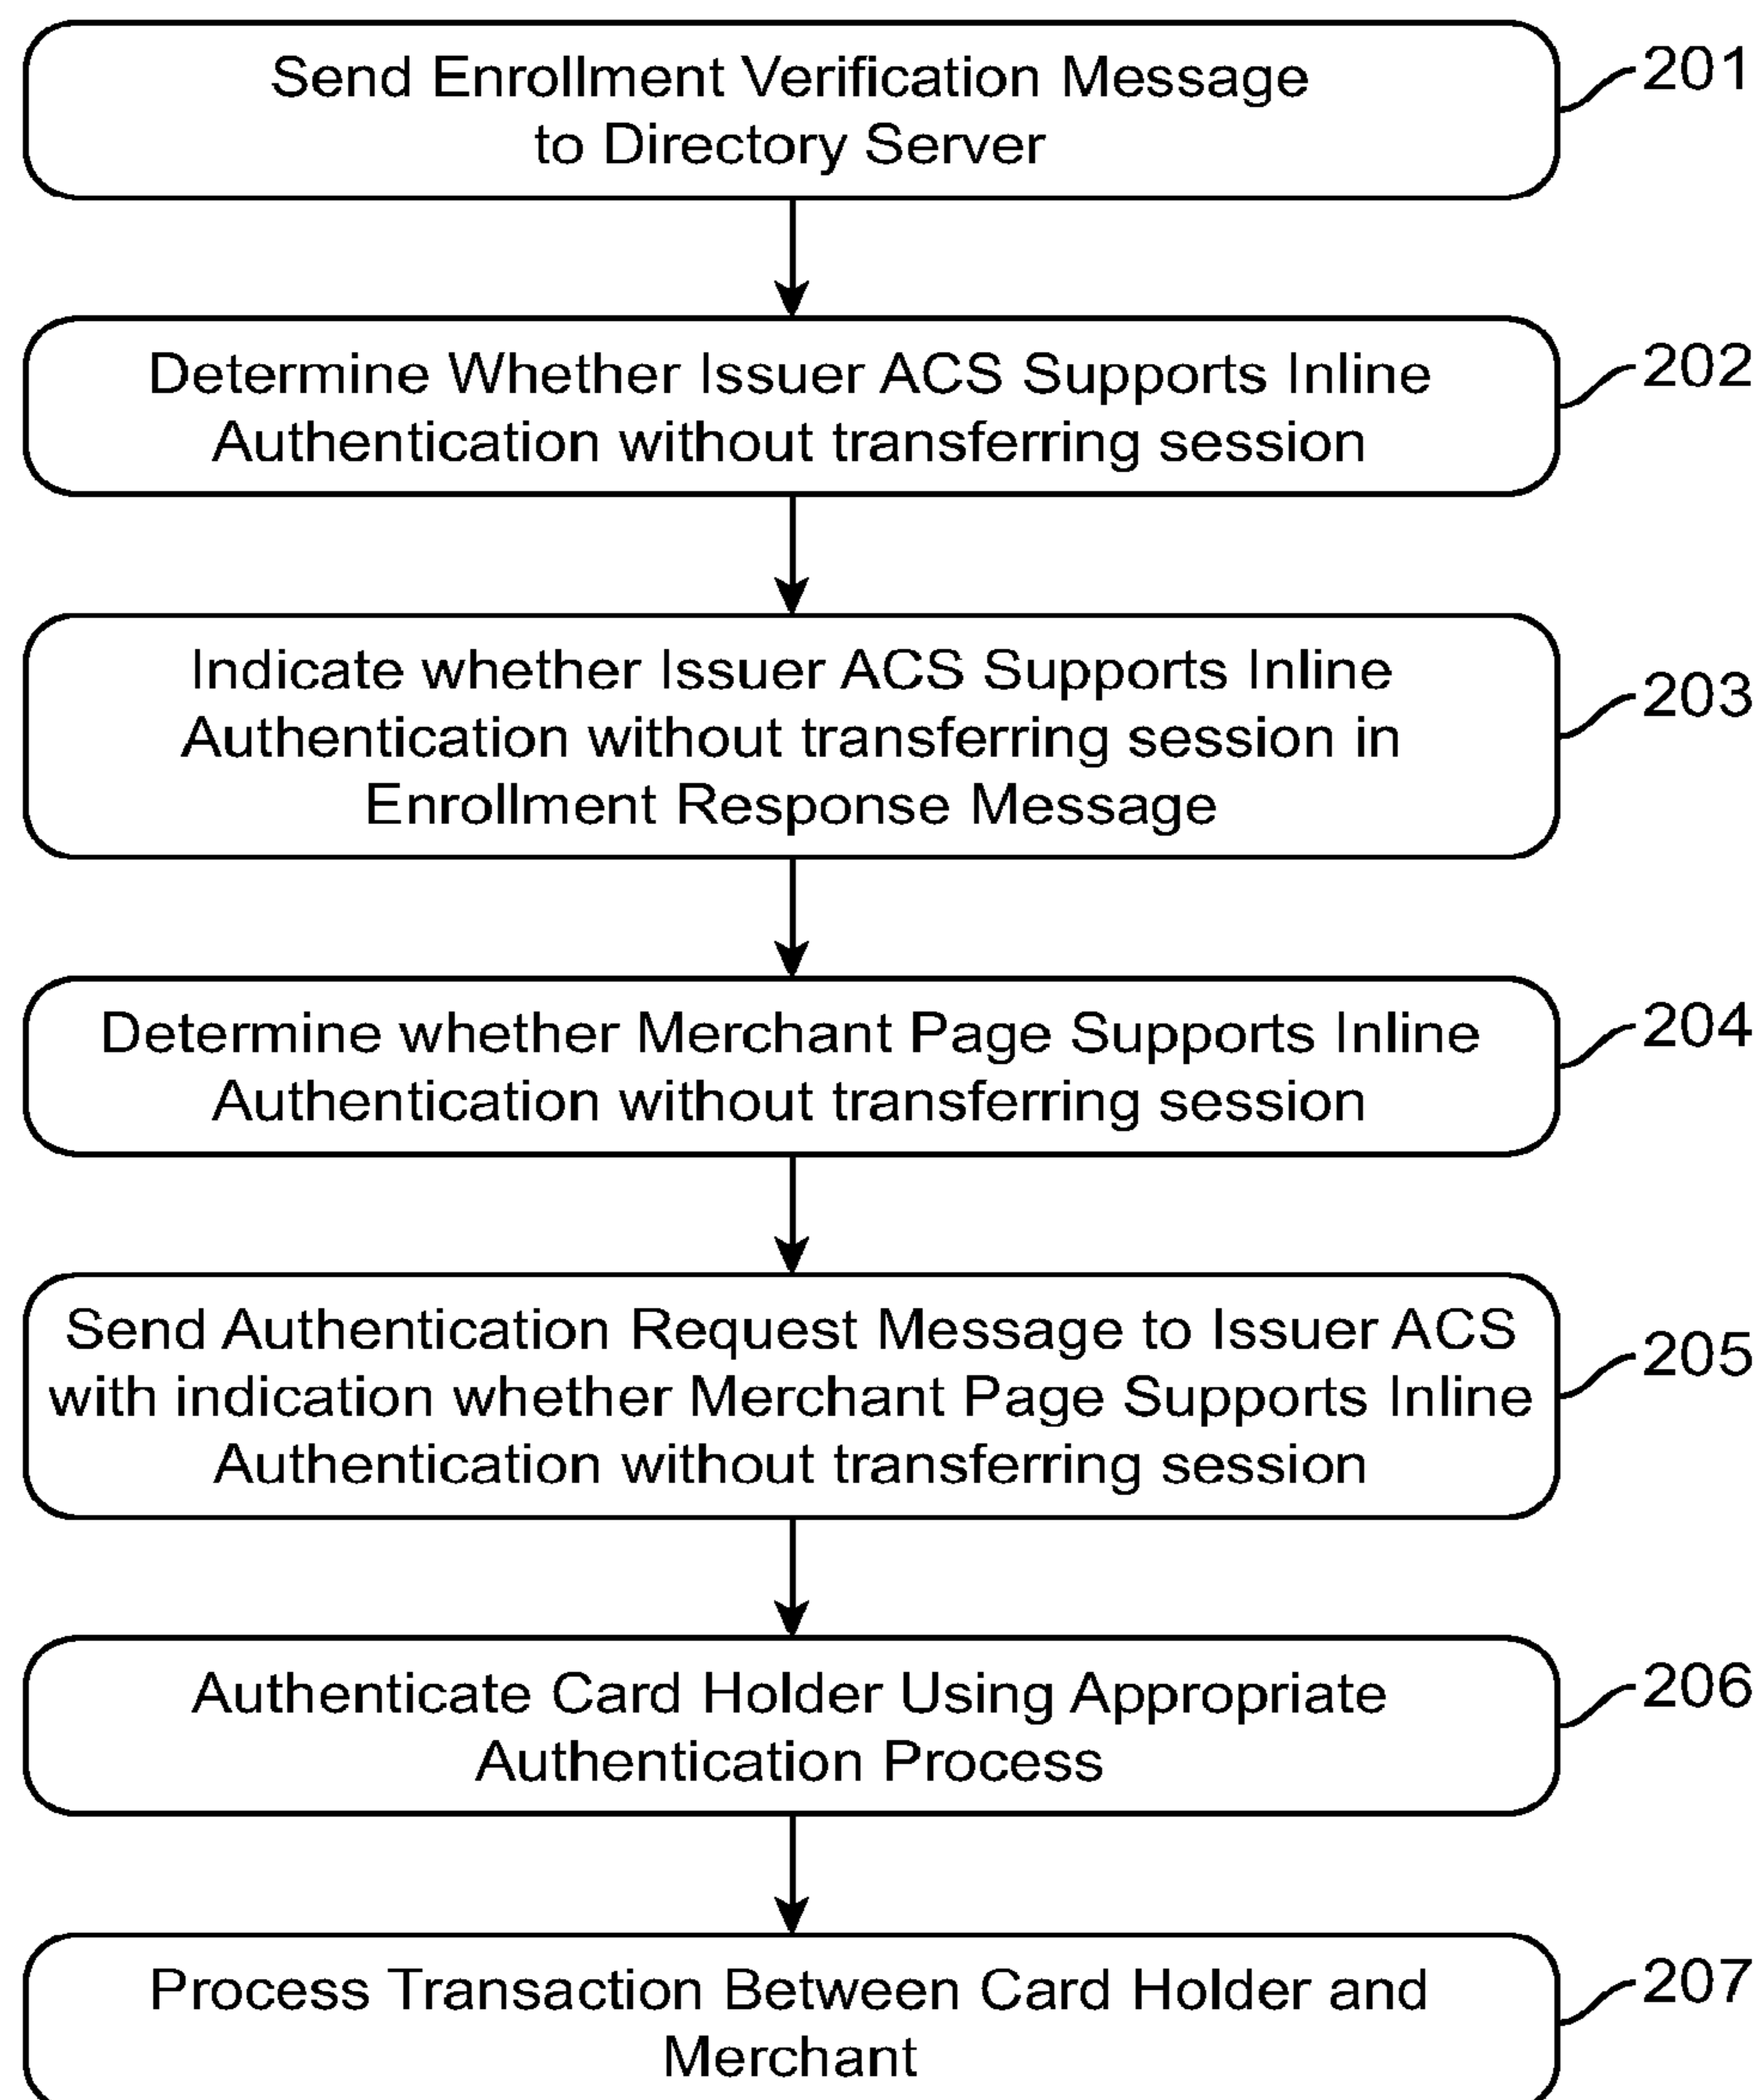 Send Enrollment Verification Message
to Directory Server
201
Determine Whether Issuer ACS Supports Inline
Authentication without transferring session
202
Indicate whether Issuer ACS Supports Inline
Authentication without transferring session in
Enrollment Response Message
203
Determine whether Merchant Page Supports Inline
Authentication without transferring session
204
Send Authentication Request Message to Issuer ACS
with indication whether Merchant Page Supports Inline
Authentication without transferring session
205
Authenticate Card Holder Using Appropriate
Authentication Process
206
Process Transaction Between Card Holder and
Merchant
207